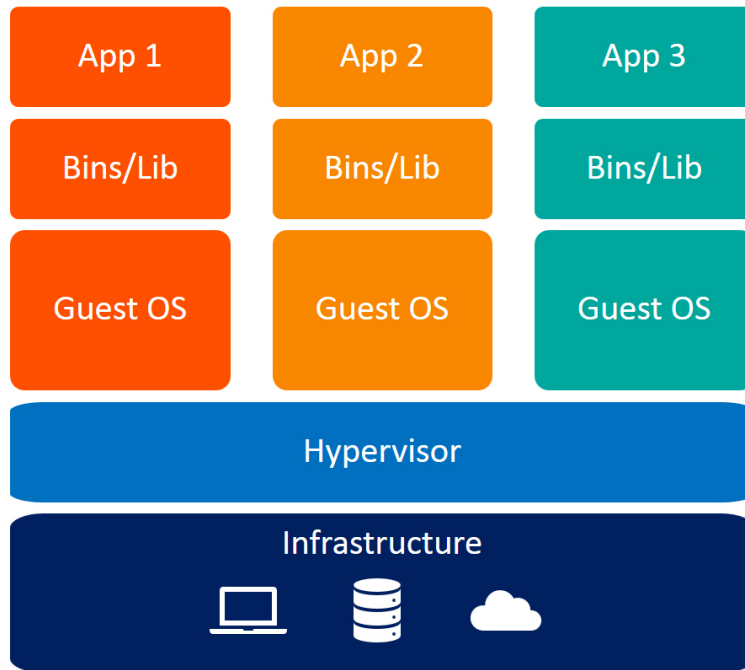 App 1
App 2
App 3
Bins/Lib
Bins/Lib
Bins/Lib
Guest OS
Guest OS
Guest OS
Hypervisor
Infrastructure